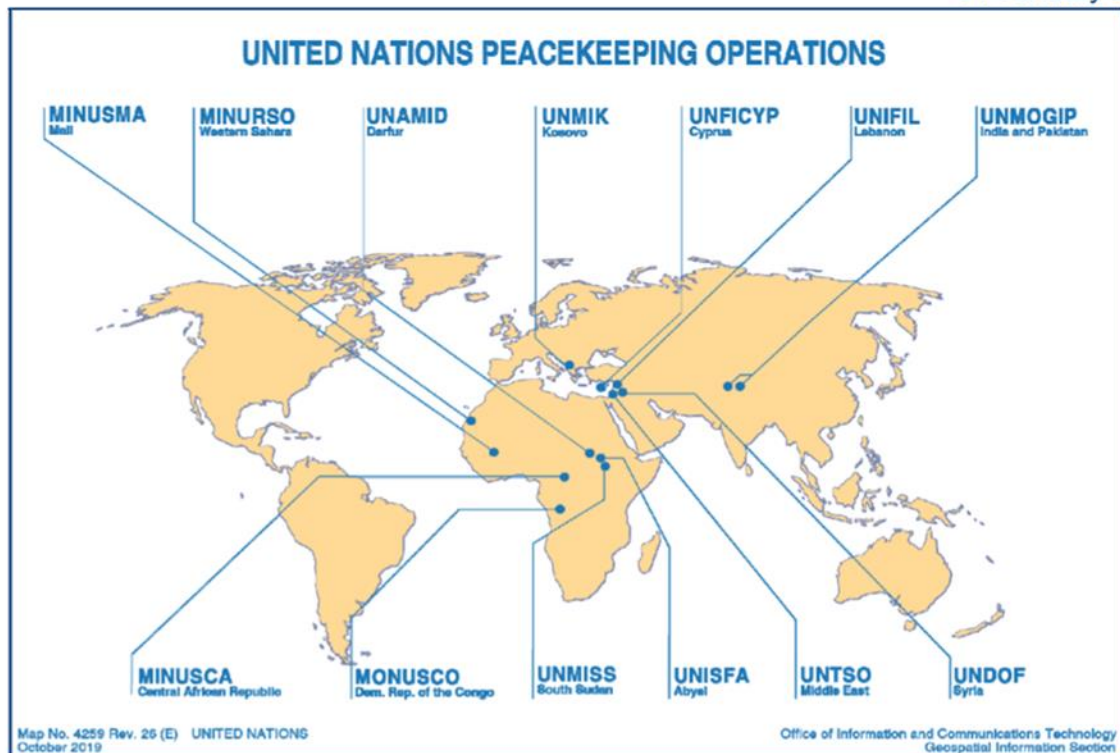 UNITED NATIONS PEACEKEEPING OPERATIONS
MINUSMA
Mali
MINURSO
Western Sahara
UNAMID
Darfur
UNMIK
Kosovo
UNFICYP
Cyprus
UNIFIL
Lebanon
UNMOGIP
India and Pakistan
MINUSCA
Central African Republic
MONUSCO
Dem. Rep. of the Congo
UNMISS
South Sudan
UNISFA
Abyei
UNTSO
Middle East
UNDOF
Syria
Map No. 4259 Rev. 26 (E) UNITED NATIONS
October 2019
Office of Information and Communications Technology
Geospatial Information Section